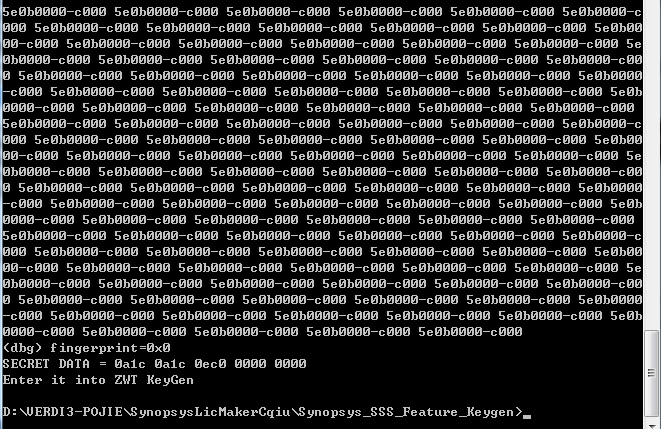 5e0b0000-c000 5e0b0000-c000 5e0b0000-c000 5e0b0000-c000 5e0b0000-c000 5e0b0000-c
000 5e0b0000-c000 5e0b0000-c000 5e0b0000-c000 5e0b0000-c000 5e0b0000-c000 5e0b00
00-c000 5e0b0000-c000 5e0b0000-c000 5e0b0000-c000 5e0b0000-c000 5e0b0000-c000 5e
0b0000-c000 5e0b0000-c000 5e0b0000-c000 5e0b0000-c000 5e0b0000-c000 5e0b0000-c00
0 5e0b0000-c000 5e0b0000-c000 5e0b0000-c000 5e0b0000-c000 5e0b0000-c000 5e0b0000
-c000 5e0b0000-c000 5e0b0000-c000 5e0b0000-c000 5e0b0000-c000 5e0b0000-c000 5e0b
0000-c000 5e0b0000-c000 5e0b0000-c000 5e0b0000-c000 5e0b0000-c000 5e0b0000-c000
5e0b0000-c000 5e0b0000-c000 5e0b0000-c000 5e0b0000-c000 5e0b0000-c000 5e0b0000-c
000 5e0b0000-c000 5e0b0000-c000 5e0b0000-c000 5e0b0000-c000 5e0b0000-c000 5e0b00
00-c000 5e0b0000-c000 5e0b0000-c000 5e0b0000-c000 5e0b0000-c000 5e0b0000-c000 5e
0b0000-c000 5e0b0000-c000 5e0b0000-c000 5e0b0000-c000 5e0b0000-c000 5e0b0000-c00
0 5e0b0000-c000 5e0b0000-c000 5e0b0000-c000 5e0b0000-c000 5e0b0000-c000 5e0b0000
-c000 5e0b0000-c000 5e0b0000-c000 5e0b0000-c000 5e0b0000-c000 5e0b0000-c000 5e0b
0000-c000 5e0b0000-c000 5e0b0000-c000 5e0b0000-c000 5e0b0000-c000 5e0b0000-c000
5e0b0000-c000 5e0b0000-c000 5e0b0000-c000 5e0b0000-c000 5e0b0000-c000 5e0b0000-c
000 5e0b0000-c000 5e0b0000-c000 5e0b0000-c000 5e0b0000-c000 5e0b0000-c000 5e0b00
00-c000 5e0b0000-c000 5e0b0000-c000 5e0b0000-c000 5e0b0000-c000 5e0b0000-c000 5e
0b0000-c000 5e0b0000-c000 5e0b0000-c000 5e0b0000-c000 5e0b0000-c000 5e0b0000-c00
0 5e0b0000-c000 5e0b0000-c000 5e0b0000-c000 5e0b0000-c000 5e0b0000-c000 5e0b0000
-c000 5e0b0000-c000 5e0b0000-c000 5e0b0000-c000 5e0b0000-c000 5e0b0000-c000 5e0b
0000-c000 5e0b0000-c000 5e0b0000-c000 5e0b0000-c000 5e0b0000-c000
(dbg) fingerprint=0x0
SECRET DATA = 0a1c 0a1c 0ec0 0000 0000
Enter it into ZWT KeyGen
D:\VERDI3-POJIE\SynopsysLicMakerCqiu\Synopsys_SSS_Feature_Keygen>_